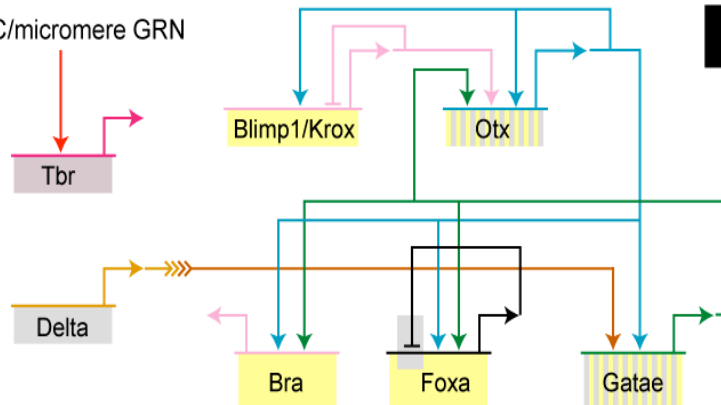 C/micromere GRN
Blimp1/Krox
Otx
Tbr
Delta
Bra
Foxa
Gatae